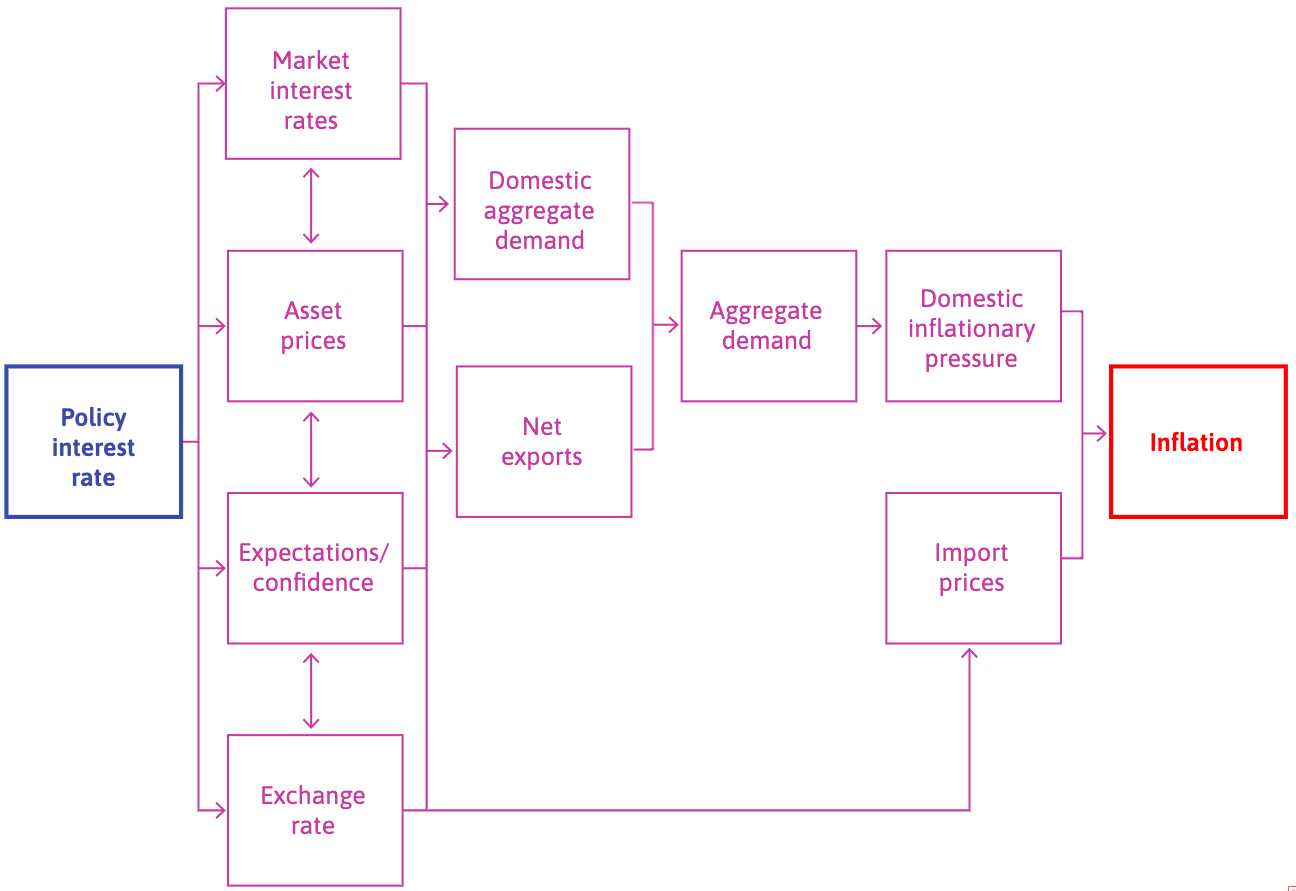 Market
interest
rates
Asset
prices
Expectations/
confidence
Exchange
rate
Policy
interest
rate
Domestic
aggregate
demand
Net
exports
Aggregate
demand
Domestic
inflationary
pressure
Import
prices
Inflation